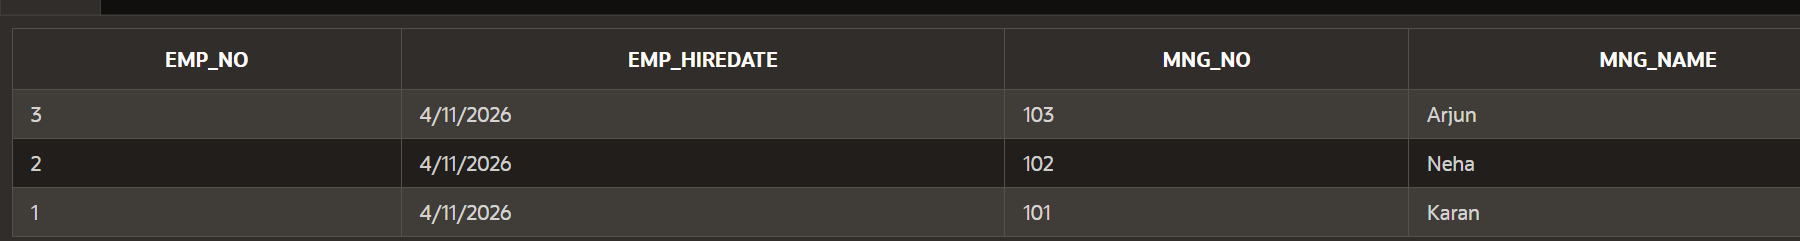 EMP_NO EMP_HIREDATE MNG_NO MNG_NAME
3 4/11/2026 103 Arjun
2 4/11/2026 102 Neha
1 4/11/2026 101 Karan